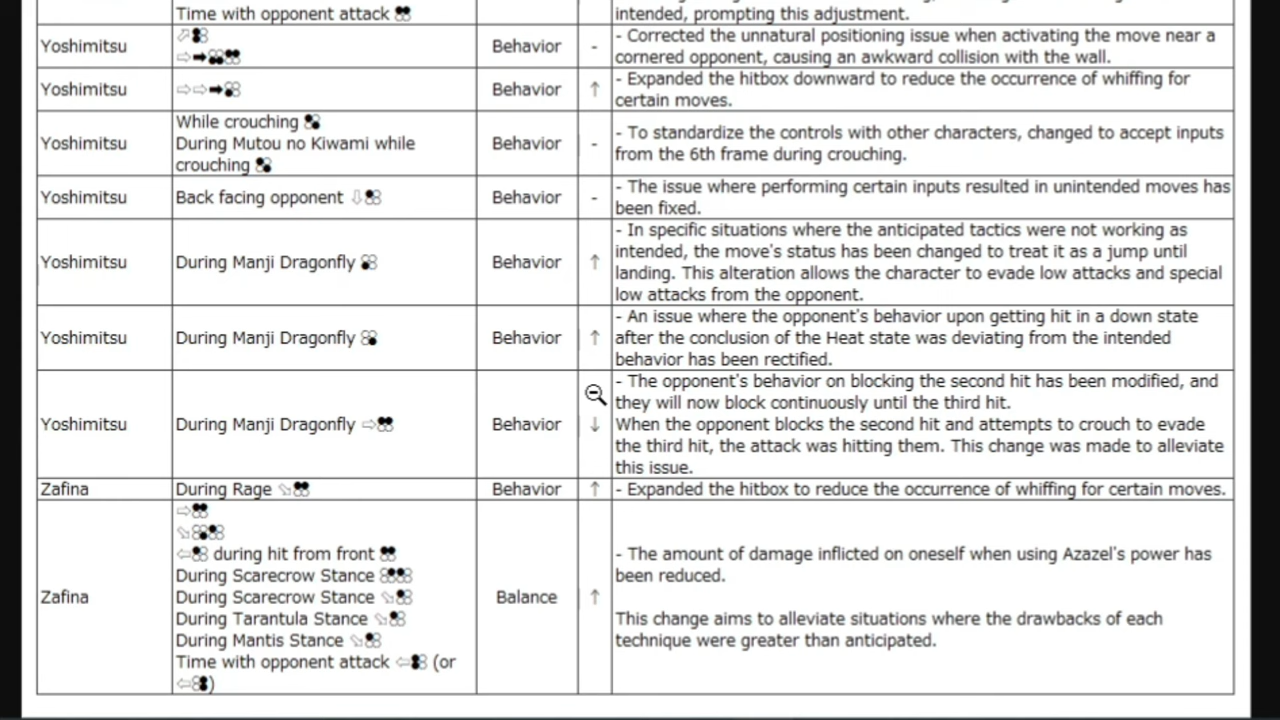 Time with opponent attack
intended, prompting this adjustment.
Yoshimitsu
Behavior
-
- Corrected the unnatural positioning issue when activating the move near a
cornered opponent, causing an awkward collision with the wall.
Yoshimitsu
⇨⇨➡
Behavior
↑
- Expanded the hitbox downward to reduce the occurrence of whiffing for
certain moves.
Yoshimitsu
While crouching
During Mutou no Kiwami while
crouching
Behavior
-
- To standardize the controls with other characters, changed to accept inputs
from the 6th frame during crouching.
Yoshimitsu
Back facing opponent ⇩
Behavior
-
- The issue where performing certain inputs resulted in unintended moves has
been fixed.
Yoshimitsu
During Manji Dragonfly
Behavior
↑
- In specific situations where the anticipated tactics were not working as
intended, the move's status has been changed to treat it as a jump until
landing. This alteration allows the character to evade low attacks and special
low attacks from the opponent.
Yoshimitsu
During Manji Dragonfly
Behavior
↑
- An issue where the opponent's behavior upon getting hit in a down state
after the conclusion of the Heat state was deviating from the intended
behavior has been rectified.
Yoshimitsu
During Manji Dragonfly ⇨
Behavior
↓
- The opponent's behavior on blocking the second hit has been modified, and
they will now block continuously until the third hit.
When the opponent blocks the second hit and attempts to crouch to evade
the third hit, the attack was hitting them. This change was made to alleviate
this issue.
Zafina
During Rage ⬂
Behavior
↑
- Expanded the hitbox to reduce the occurrence of whiffing for certain moves.
Zafina
⇨
⬂
⇦ during hit from front
During Scarecrow Stance
During Scarecrow Stance ⬂
During Tarantula Stance ⬂
During Mantis Stance ⬂
Time with opponent attack ⇦ (or
⇦)
Balance
↑
- The amount of damage inflicted on oneself when using Azazel's power has
been reduced.
This change aims to alleviate situations where the drawbacks of each
technique were greater than anticipated.